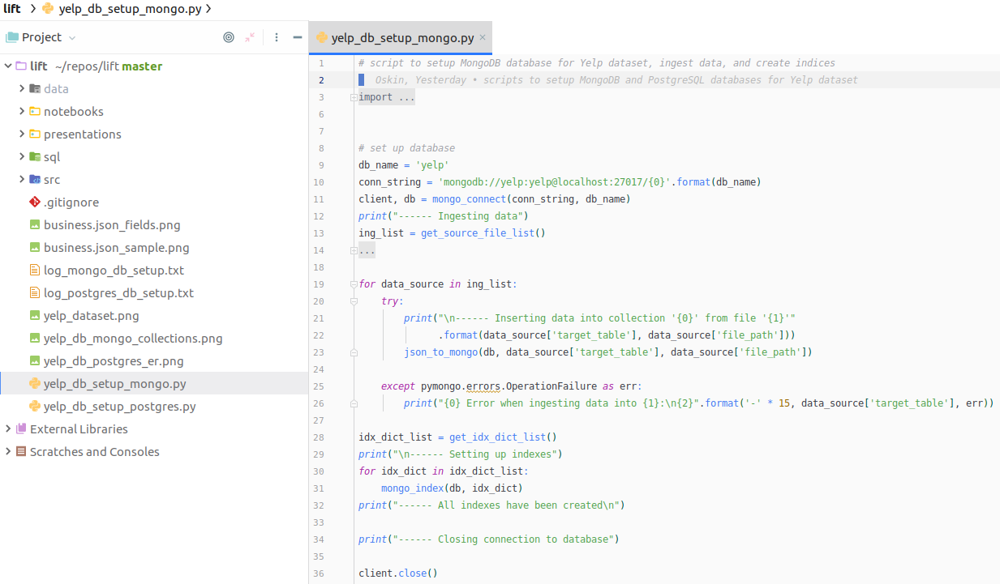 lift yelp_db_setup_mongo.py
Project
yelp_db_setup_mongo.py
lift ~/repos/lift master
data
notebooks
presentations
sql
src
.gitignore
business.json_fields.png
business.json_sample.png
log_mongo_db_setup.txt
log_postgres_db_setup.txt
yelp_dataset.png
yelp_db_mongo_collections.png
yelp_db_postgres_er.png
yelp_db_setup_mongo.py
yelp_db_setup_postgres.py
External Libraries
Scratches and Consoles
1 # script to setup MongoDB database for Yelp dataset, ingest data, and create indices
2 Oskin, Yesterday • scripts to setup MongoDB and PostgreSQL databases for Yelp dataset
3 import ...
6
7
8 # set up database
9 db_name = 'yelp'
10 conn_string = 'mongodb://yelp:yelp@localhost:27017/{0}'.format(db_name)
11 client, db = mongo_connect(conn_string, db_name)
12 print("------ Ingesting data")
13 ing_list = get_source_file_list()
14 ...
18
19 for data_source in ing_list:
20 try:
21 print("\n------ Inserting data into collection '{0}' from file '{1}'"
22 .format(data_source['target_table'], data_source['file_path']))
23 json_to_mongo(db, data_source['target_table'], data_source['file_path'])
24
25 except pymongo.errors.OperationFailure as err:
26 print("{0} Error when ingesting data into {1}:\n{2}".format('-' * 15, data_source['target_table'], err))
27
28 idx_dict_list = get_idx_dict_list()
29 print("\n------ Setting up indexes")
30 for idx_dict in idx_dict_list:
31 mongo_index(db, idx_dict)
32 print("------ All indexes have been created\n")
33
34 print("------ Closing connection to database")
35
36 client.close()